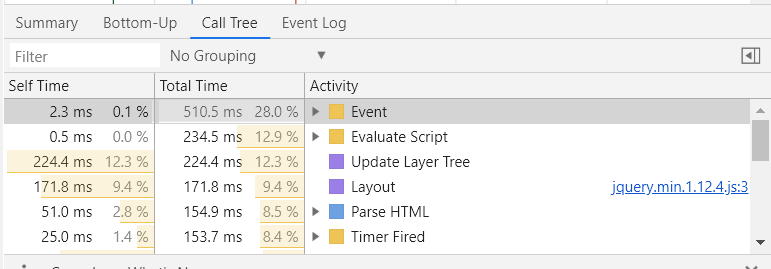 Summary Bottom-Up Call Tree Event Log
Filter No Grouping ▼
Self Time Total Time Activity
2.3 ms 0.1 % 510.5 ms 28.0 % Event
0.5 ms 0.0 % 234.5 ms 12.9 % Evaluate Script
224.4 ms 12.3 % 224.4 ms 12.3 % Update Layer Tree
171.8 ms 9.4 % 171.8 ms 9.4 % Layout jquery.min.1.12.4.js:3
51.0 ms 2.8 % 154.9 ms 8.5 % Parse HTML
25.0 ms 1.4 % 153.7 ms 8.4 % Timer Fired